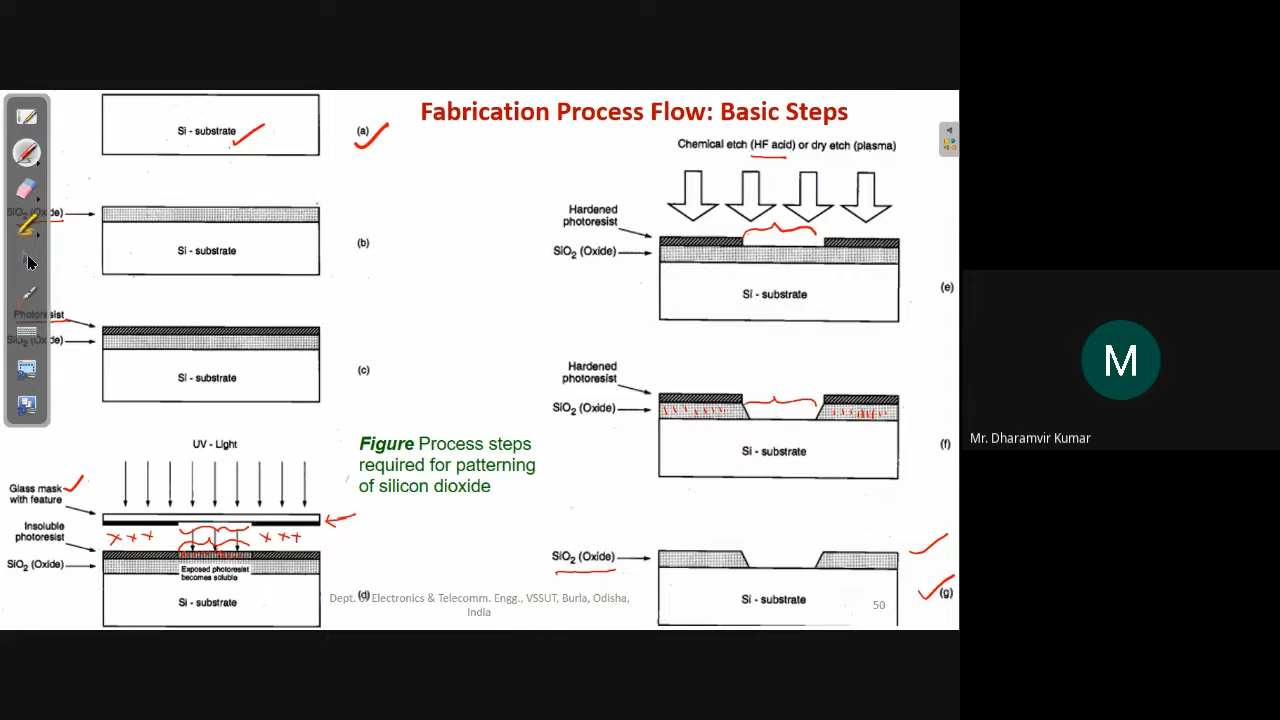 Fabrication Process Flow: Basic Steps
Si - substrate
(a)
SiO₂ (Oxide)
Si - substrate
(b)
Photoresist
SiO₂ (Oxide)
Si - substrate
(c)
UV - Light
Glass mask
with feature
Insoluble
photoresist
SiO₂ (Oxide)
Exposed photoresist
becomes soluble
Si - substrate
(d)
Figure Process steps
required for patterning
of silicon dioxide
Chemical etch (HF acid) or dry etch (plasma)
Hardened
photoresist
SiO₂ (Oxide)
Si - substrate
(e)
Hardened
photoresist
SiO₂ (Oxide)
Si - substrate
(f)
SiO₂ (Oxide)
Si - substrate
(g)
Dept. of Electronics & Telecomm. Engg., VSSUT, Burla, Odisha,
India
50
M
Mr. Dharamvir Kumar